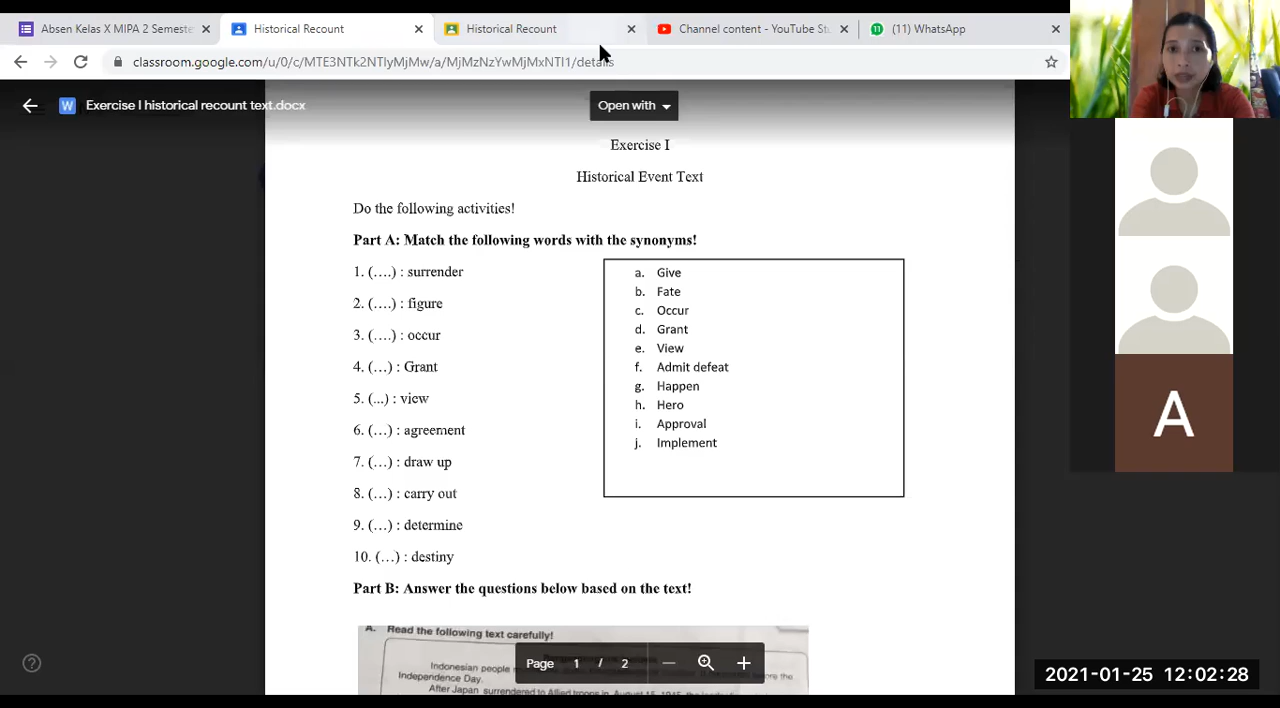 Absen Kelas X MIPA 2 Semeste
Historical Recount
Historical Recount
Channel content - YouTube Stu
11
(11) WhatsApp
classroom.google.com/u/0/c/MTE3NTk2NTIyMjMw/a/MjMzNzYwMjMxNTI1/details
W
Exercise I historical recount text.docx
Open with
Exercise I
Historical Event Text
Do the following activities!
Part A: Match the following words with the synonyms!
1. (….) : surrender
2. (….) : figure
3. (….) : occur
4. (…) : Grant
5. (...) : view
6. (…) : agreement
7. (…) : draw up
8. (…) : carry out
9. (…) : determine
10. (…) : destiny
a. Give
b. Fate
c. Occur
d. Grant
e. View
f. Admit defeat
g. Happen
h. Hero
i. Approval
j. Implement
Part B: Answer the questions below based on the text!
A. Read the following text carefully!
Indonesian people
the
Independence Day.
After Japan surrendered to Allied troops in August 15, 1945, the
Page 1 / 2
A
2021-01-25 12:02:28